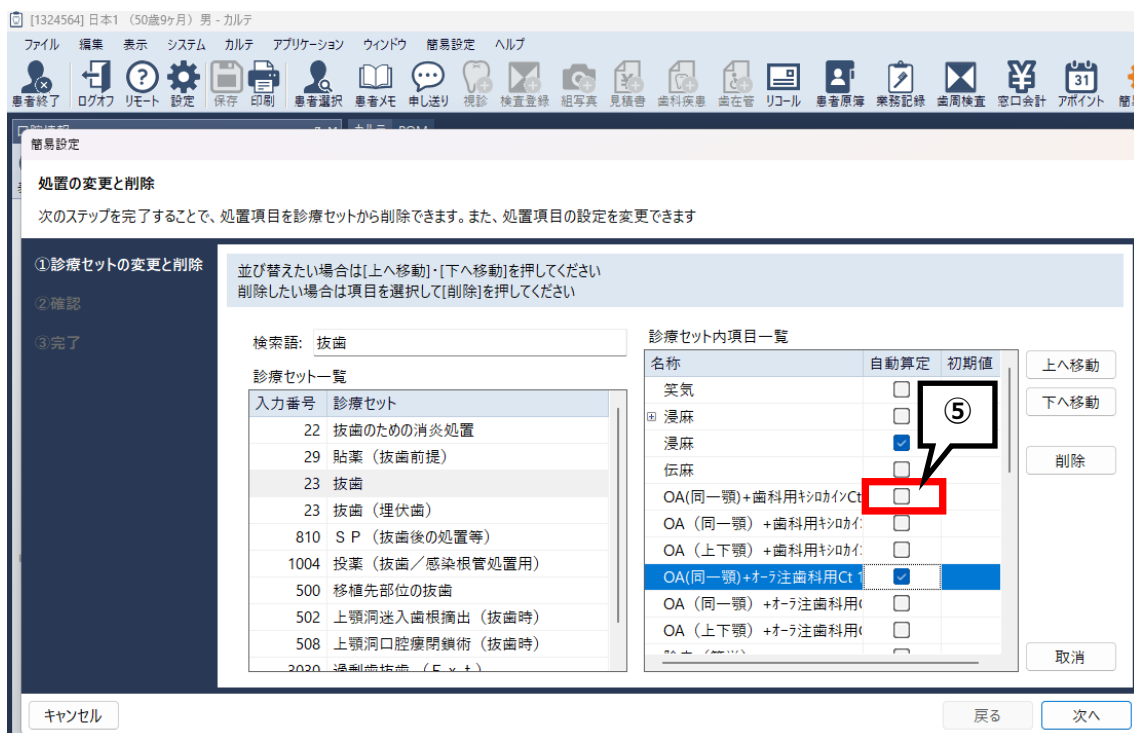 [1324564] 日本1 （50歳9ヶ月）男 - カルテ
ファイル 編集 表示 システム カルテ アプリケーション ウィンドウ 簡易設定 ヘルプ
患者終了 ログオフ リモート 設定 保存 印刷 患者選択 患者メモ 申し送り 視診 検査登録 組写真 見積書 歯科疾患 歯在管 リコール 患者原簿 業務記録 歯周検査 窓口会計 アポイント
簡易設定
処置の変更と削除
次のステップを完了することで、処置項目を診療セットから削除できます。また、処置項目の設定を変更できます
①診療セットの変更と削除
②確認
③完了
並び替えたい場合は[上へ移動]・[下へ移動]を押してください
削除したい場合は項目を選択して[削除]を押してください
検索語: 抜歯
診療セット一覧
入力番号 診療セット
22 抜歯のための消炎処置
29 貼薬（抜歯前提）
23 抜歯
23 抜歯（埋伏歯）
810 ＳＰ（抜歯後の処置等）
1004 投薬（抜歯／感染根管処置用）
500 移植先部位の抜歯
502 上顎洞迷入歯根摘出（抜歯時）
508 上顎洞口腔瘻閉鎖術（抜歯時）
診療セット内項目一覧
名称 自動算定 初期値
笑気
浸麻
浸麻
伝麻
OA(同一顎)+歯科用ｷｼﾛｶｲﾝCt
OA（同一顎）+歯科用ｷｼﾛｶｲ
OA（上下顎）+歯科用ｷｼﾛｶｲ
OA(同一顎)+ｵｰﾗ注歯科用Ct 1
OA（同一顎）+ｵｰﾗ注歯科用
OA（上下顎）+ｵｰﾗ注歯科用
⑤
上へ移動
下へ移動
削除
取消
キャンセル
戻る
次へ